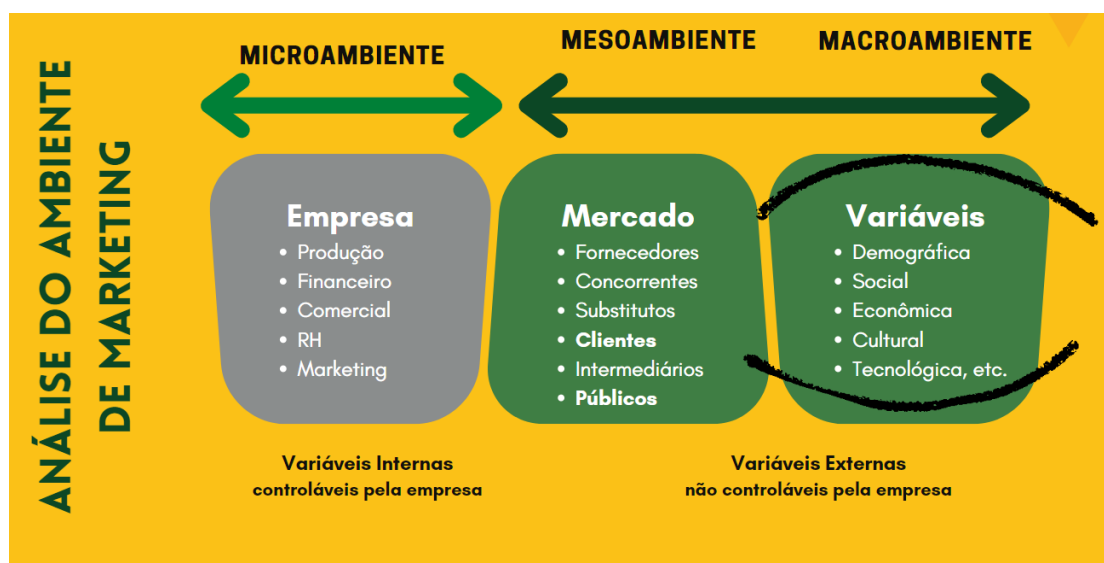 ANÁLISE DO AMBIENTE
DE MARKETING
MICROAMBIENTE
MESOAMBIENTE
MACROAMBIENTE
Empresa
• Produção
• Financeiro
• Comercial
• RH
• Marketing
Mercado
• Fornecedores
• Concorrentes
• Substitutos
• Clientes
• Intermediários
• Públicos
Variáveis
• Demográfica
• Social
• Econômica
• Cultural
• Tecnológica, etc.
Variáveis Internas
controláveis pela empresa
Variáveis Externas
não controláveis pela empresa